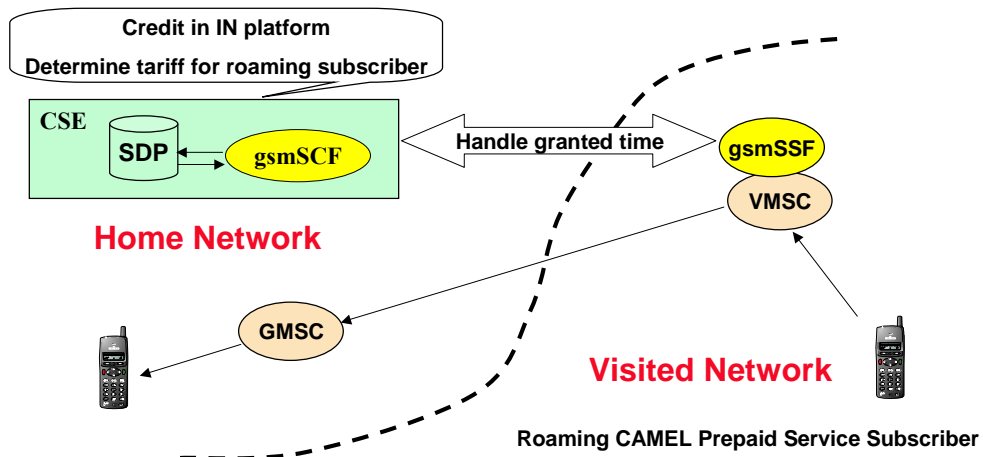 Credit in IN platform
Determine tariff for roaming subscriber
CSE
SDP
gsmSCF
Handle granted time
gsmSSF
VMSC
Home Network
GMSC
Visited Network
Roaming CAMEL Prepaid Service Subscriber